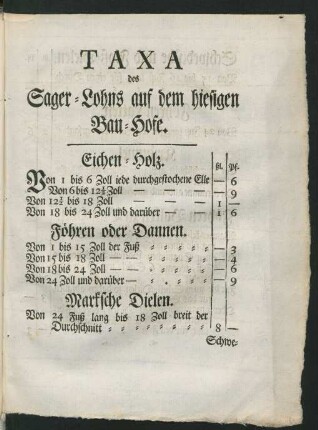 TAXA
des
Sager-Lohns auf dem hiesigen
Bau-Hofe.
Eichen-Holz. ßl. Pf.
Von 1 bis 6 Zoll jede durchgestochene Elle — 6
Von 6 bis 12½ Zoll — — — — 9
Von 12½ bis 18 Zoll — — — 1 —
Von 18 bis 24 Zoll und darüber — — 1 6
Föhren oder Dannen.
Von 1 bis 15 Zoll der Fuß — 3
Von 15 bis 18 Zoll — — — 4
Von 18 bis 24 Zoll — — — 6
Von 24 Zoll und darüber — — 9
Marksche Dielen.
Von 24 Fuß lang bis 18 Zoll breit der
Durchschnitt 8 —
Schwe-